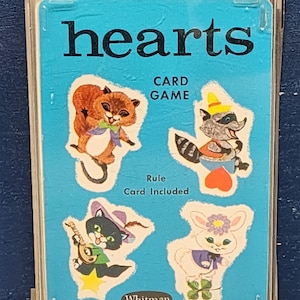 hearts
CARD
GAME
Rule
Card Included
Whitman